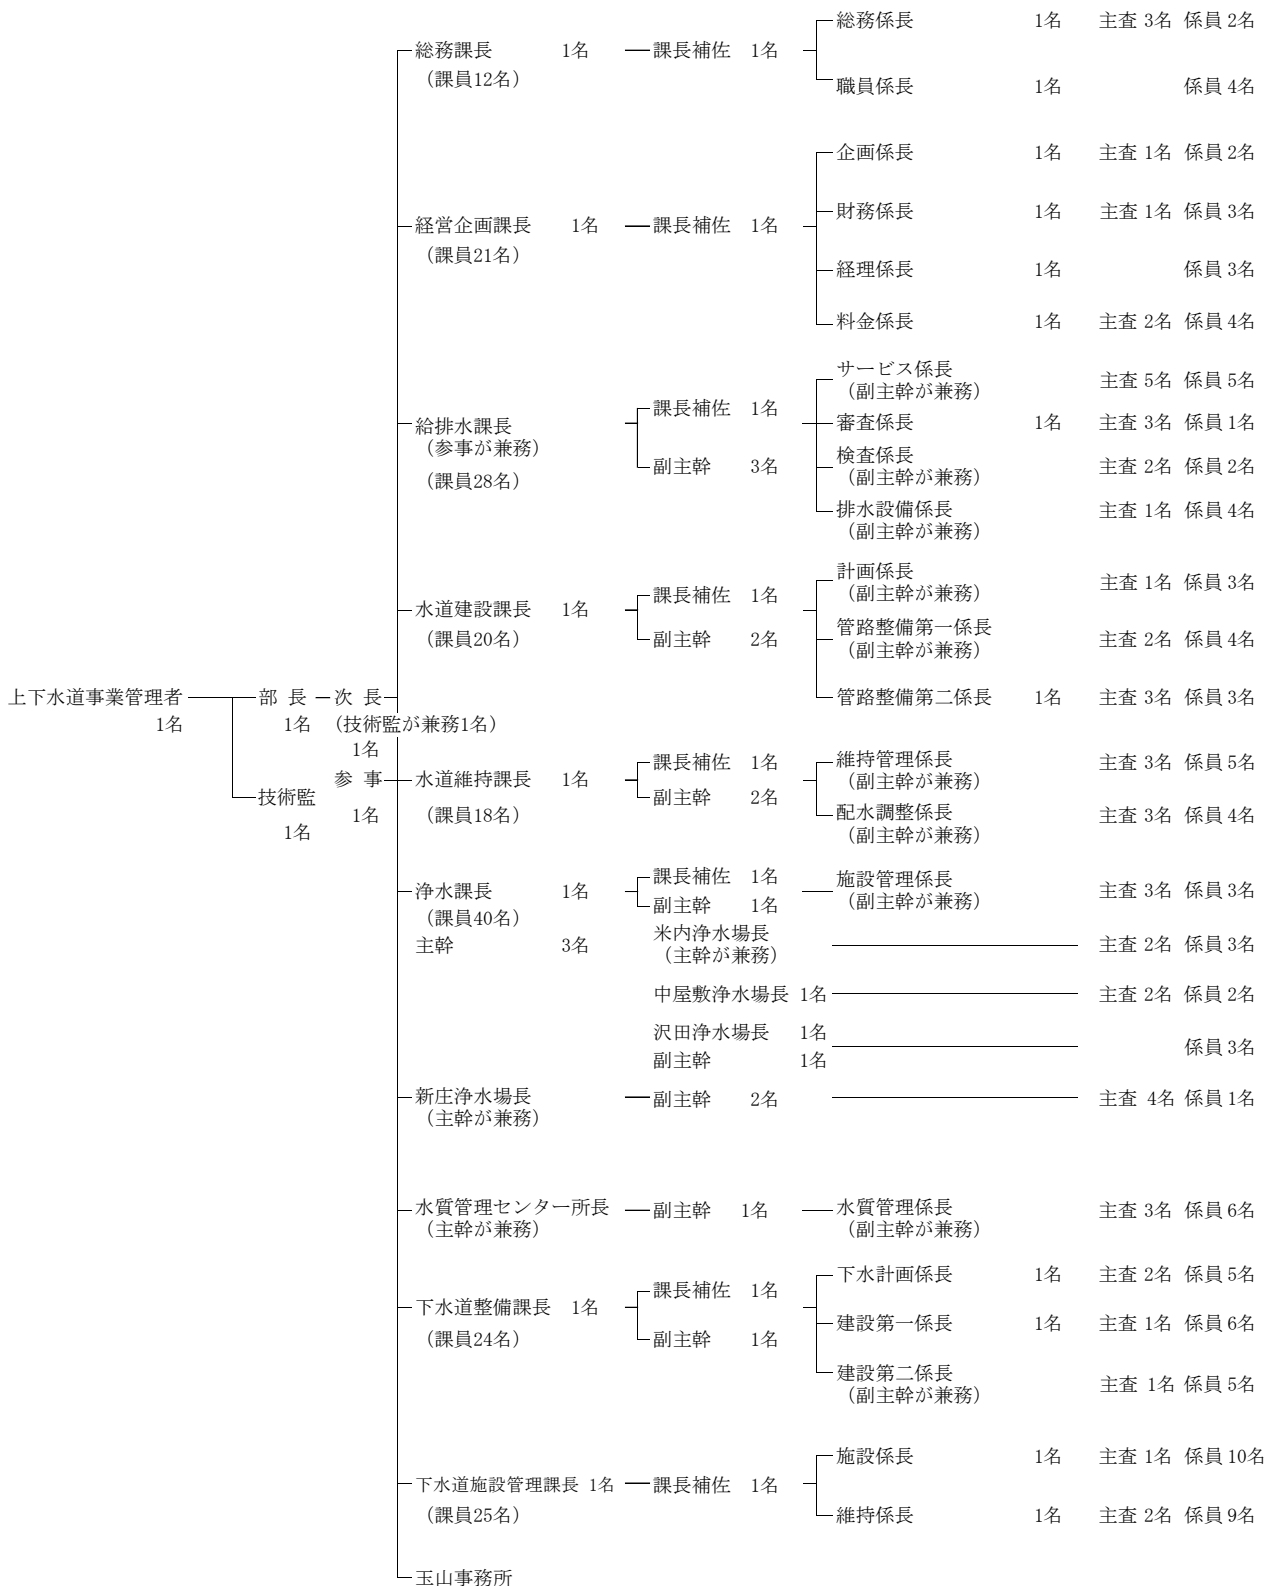 総務係長 1名 主査 3名 係員 2名
総務課長 1名 課長補佐 1名
（課員12名）
職員係長 1名 係員 4名
企画係長 1名 主査 1名 係員 2名
財務係長 1名 主査 1名 係員 3名
経営企画課長 1名 課長補佐 1名
（課員21名）
経理係長 1名 係員 3名
料金係長 1名 主査 2名 係員 4名
サービス係長
（副主幹が兼務） 主査 5名 係員 5名
課長補佐 1名
給排水課長 審査係長 1名 主査 3名 係員 1名
（参事が兼務）
検査係長
副主幹 3名 主査 2名 係員 2名
（副主幹が兼務）
（課員28名）
排水設備係長 主査 1名 係員 4名
（副主幹が兼務）
計画係長
（副主幹が兼務） 主査 1名 係員 3名
課長補佐 1名
水道建設課長 1名
管路整備第一係長
（課員20名） 副主幹 2名 主査 2名 係員 4名
（副主幹が兼務）
上下水道事業管理者 部 長 次 長 管路整備第二係長 1名 主査 3名 係員 3名
1名 1名 （技術監が兼務1名）
1名
課長補佐 1名 維持管理係長 主査 3名 係員 5名
参 事 水道維持課長 1名 （副主幹が兼務）
技術監 副主幹 2名
1名 （課員18名） 配水調整係長 主査 3名 係員 4名
1名 （副主幹が兼務）
課長補佐 1名 施設管理係長
浄水課長 1名 主査 3名 係員 3名
副主幹 1名 （副主幹が兼務）
（課員40名）
主幹 3名 米内浄水場長 主査 2名 係員 3名
（主幹が兼務）
中屋敷浄水場長 1名 主査 2名 係員 2名
沢田浄水場長 1名
係員 3名
副主幹 1名
新庄浄水場長 副主幹 2名 主査 4名 係員 1名
（主幹が兼務）
水質管理センター所長 副主幹 1名 水質管理係長 主査 3名 係員 6名
（主幹が兼務） （副主幹が兼務）
下水計画係長 1名 主査 2名 係員 5名
課長補佐 1名
下水道整備課長 1名
建設第一係長 1名 主査 1名 係員 6名
（課員24名） 副主幹 1名
建設第二係長 主査 1名 係員 5名
（副主幹が兼務）
施設係長 1名 主査 1名 係員 10名
下水道施設管理課長 1名 課長補佐 1名
（課員25名） 維持係長 1名 主査 2名 係員 9名
玉山事務所